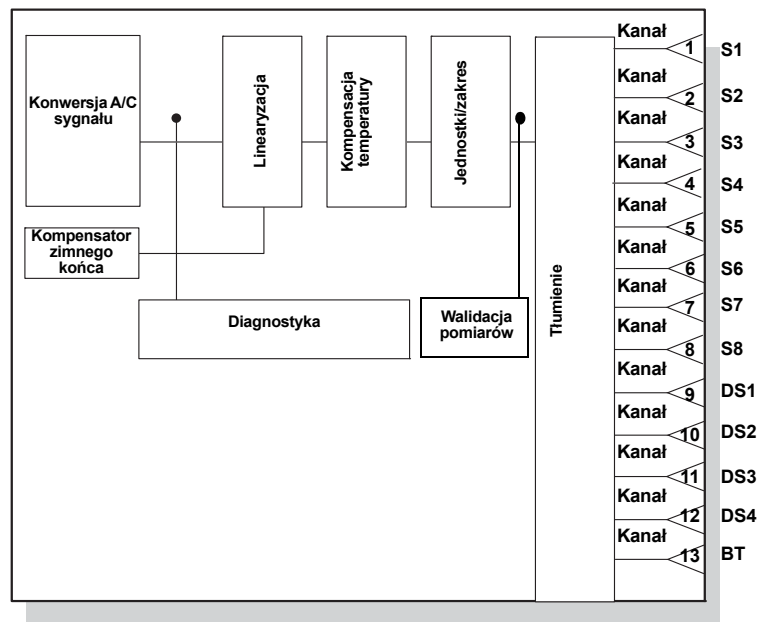 Konwersja A/C
sygnału
Kompensator
zimnego
końca
Linearyzacja
Kompensacja
temperatury
Jednostki/zakres
Diagnostyka
Walidacja
pomiarów
Tłumienie
Kanał
1 S1
Kanał
2 S2
Kanał
3 S3
Kanał
4 S4
Kanał
5 S5
Kanał
6 S6
Kanał
7 S7
Kanał
8 S8
Kanał
9 DS1
Kanał
10 DS2
Kanał
11 DS3
Kanał
12 DS4
Kanał
13 BT